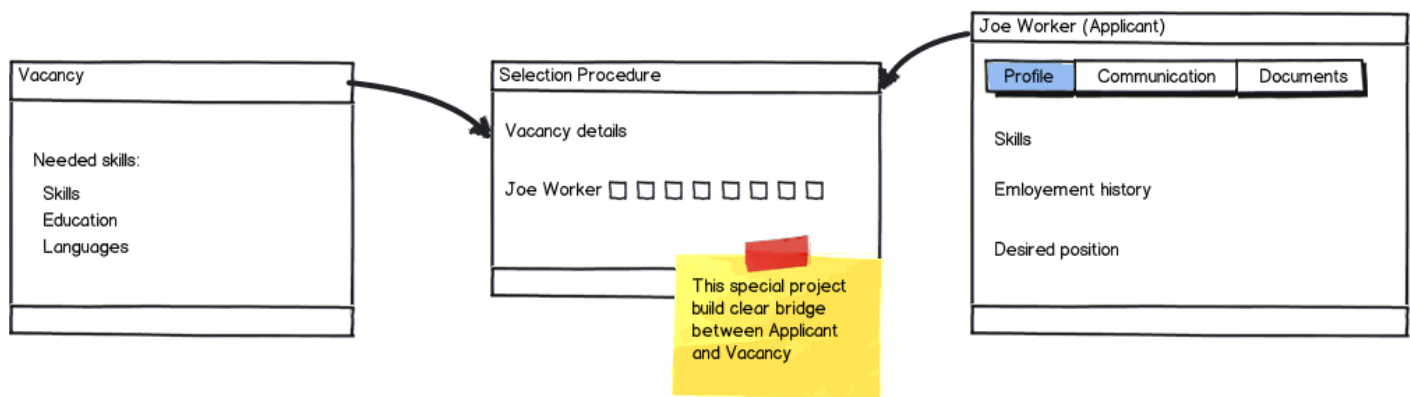 Vacancy
Needed skills:
Skills
Education
Languages
Selection Procedure
Vacancy details
Joe Worker
This special project
build clear bridge
between Applicant
and Vacancy
Joe Worker (Applicant)
Profile Communication Documents
Skills
Emloyement history
Desired position